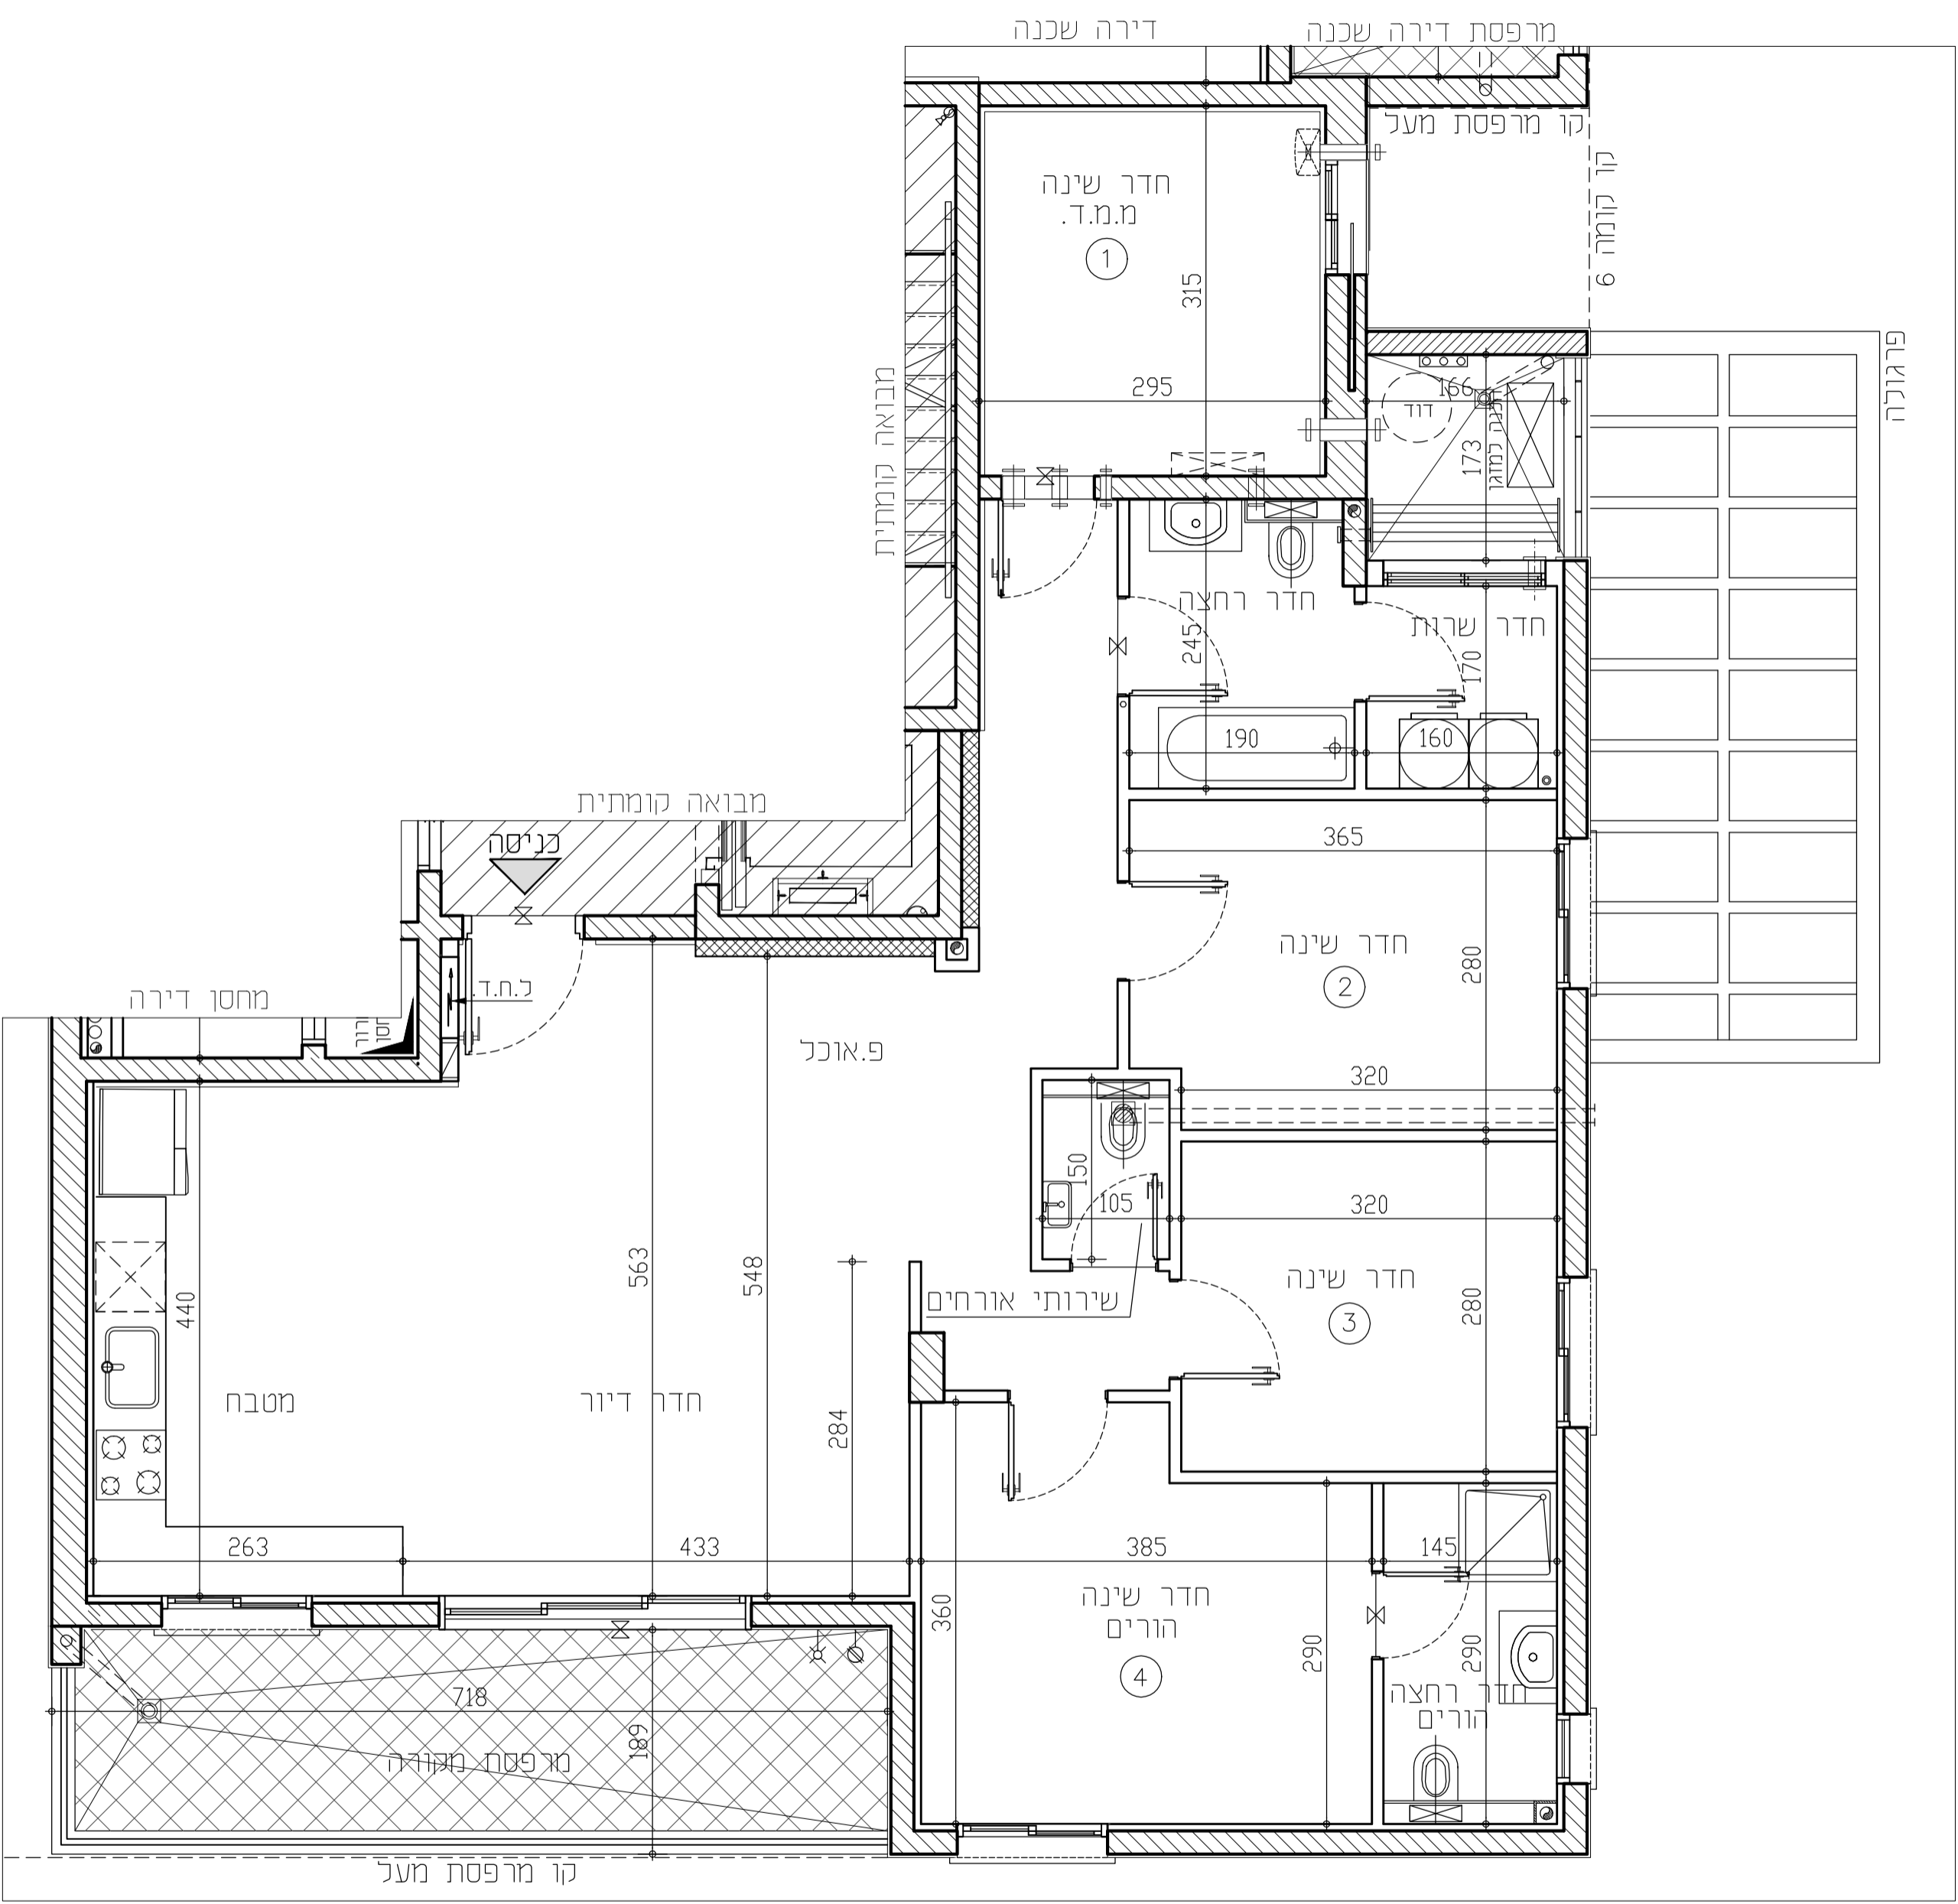 דירה שכנה
מרפסת דירה שכנה
קו מרפסת מעל
קו קומה 6
חדר שינה
מ.מ.ד.
1
315
295
פרגולה
166
דוד
173
הכנה למזגן
מבואה קומתית
חדר רחצה
245
חדר שרות
170
190
160
מבואה קומתית
כניסה
365
חדר שינה
2
280
מחסן דירה
ל.ח.ד.
פ.אוכל
320
150
105
320
שירותי אורחים
חדר שינה
3
280
440
563
548
284
מטבח
חדר דיור
263
433
385
145
חדר שינה
הורים
4
360
290
290
חדר רחצה
הורים
718
189
מרפסת מקורה
קו מרפסת מעל